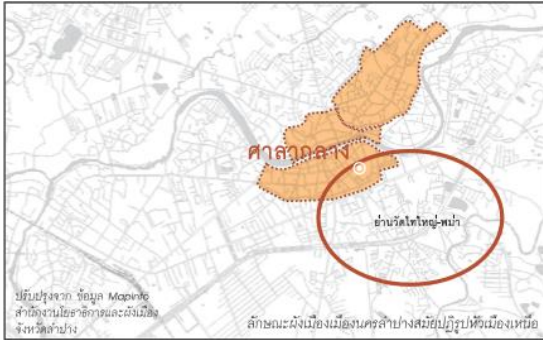 ศาลากลาง
ย่านวัดไทใหญ่-พม่า
ปรับปรุงจาก ข้อมูล Mapinfo
สำนักงานโยธาธิการและผังเมือง
จังหวัดลำปาง
ลักษณะผังเมืองเมืองนครลำปางสมัยปฏิรูปหัวเมืองเหนือ